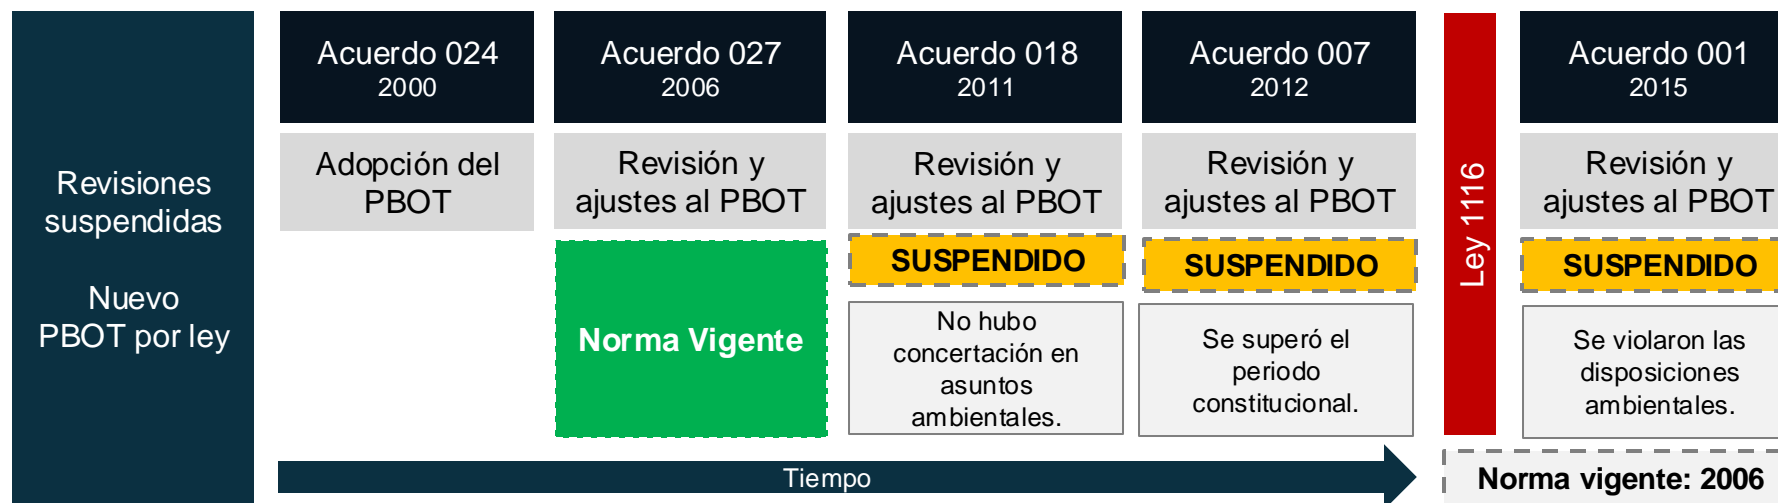 Revisiones
suspendidas
Nuevo
PBOT por ley
Acuerdo 024
2000
Adopción del
PBOT
Acuerdo 027
2006
Revisión y
ajustes al PBOT
Norma Vigente
Acuerdo 018
2011
Revisión y
ajustes al PBOT
SUSPENDIDO
No hubo
concertación en
asuntos
ambientales.
Acuerdo 007
2012
Revisión y
ajustes al PBOT
SUSPENDIDO
Se superó el
periodo
constitucional.
Ley 1116
Acuerdo 001
2015
Revisión y
ajustes al PBOT
SUSPENDIDO
Se violaron las
disposiciones
ambientales.
Tiempo
Norma vigente: 2006